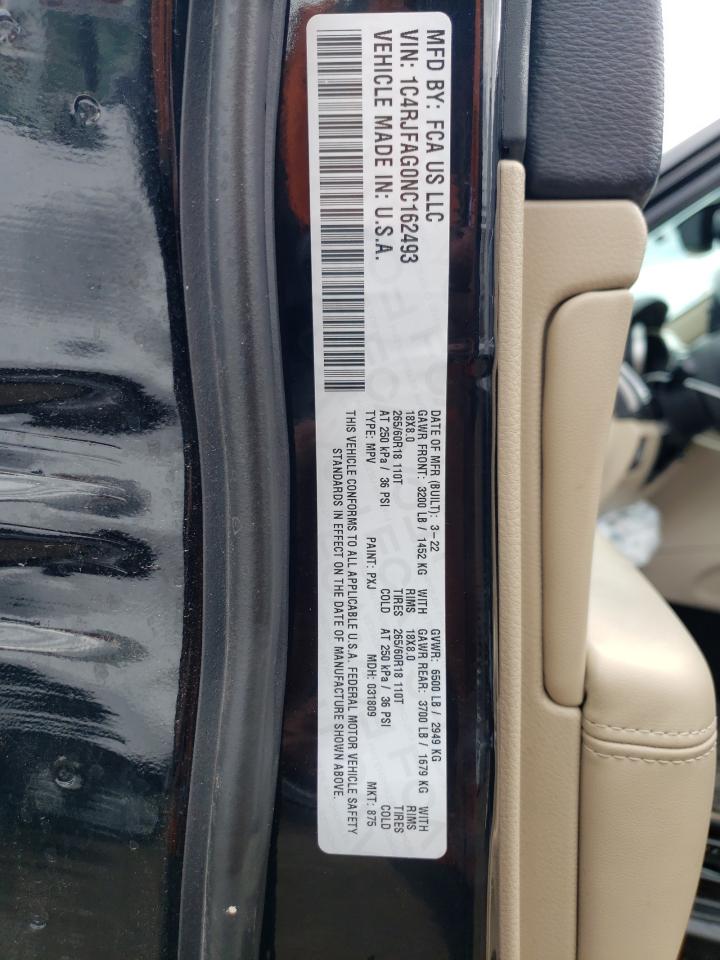 MFD BY: FCA US LLC
VIN: 1C4RJFAG0NC162493
VEHICLE MADE IN: U.S.A.
DATE OF MFR (BUILT): 3-22 GVWR: 6500 LB / 2949 KG
GAWR FRONT: 3200 LB / 1452 KG WITH GAWR REAR: 3700 LB / 1679 KG WITH
18X8.0 RIMS 18X8.0 RIMS
265/60R18 110T TIRES 265/60R18 110T TIRES
AT 250 kPa / 36 PSI COLD AT 250 kPa / 36 PSI COLD
TYPE: MPV PAINT: PXJ MDH: 031809 MKT: 875
THIS VEHICLE CONFORMS TO ALL APPLICABLE U.S.A. FEDERAL MOTOR VEHICLE SAFETY
STANDARDS IN EFFECT ON THE DATE OF MANUFACTURE SHOWN ABOVE.